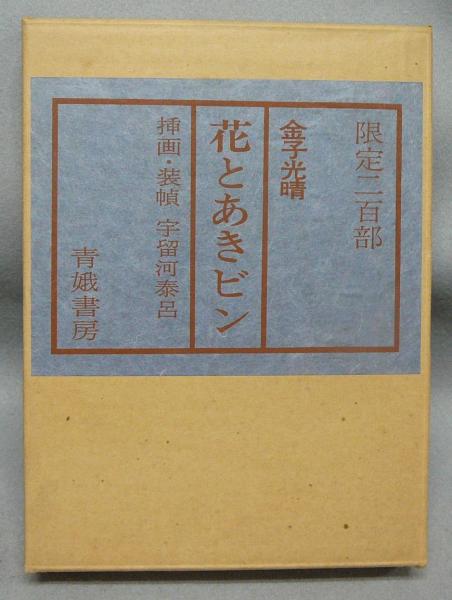 限定二百部
金子光晴
花とあきビン
挿画・装幀 宇留河泰呂
青娥書房